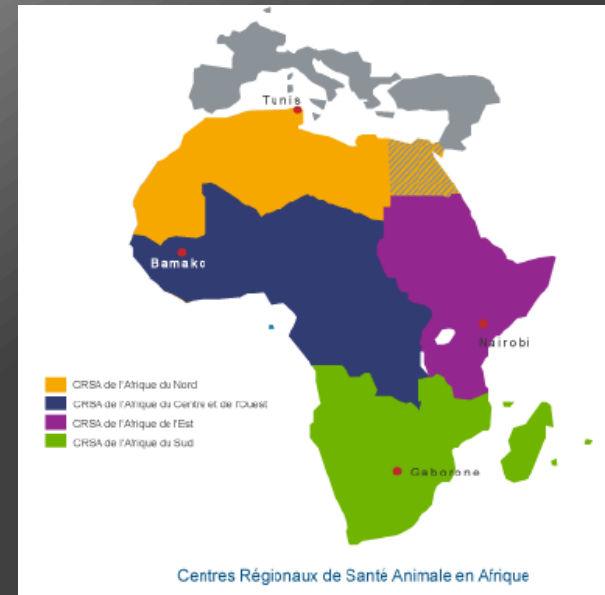 Tunis
Bamako
Nairobi
CRSA de l'Afrique du Nord
CRSA de l'Afrique du Centre et de l'Ouest
CRSA de l'Afrique de l'Est
CRSA de l'Afrique du Sud
Gaborone
Centres Régionaux de Santé Animale en Afrique